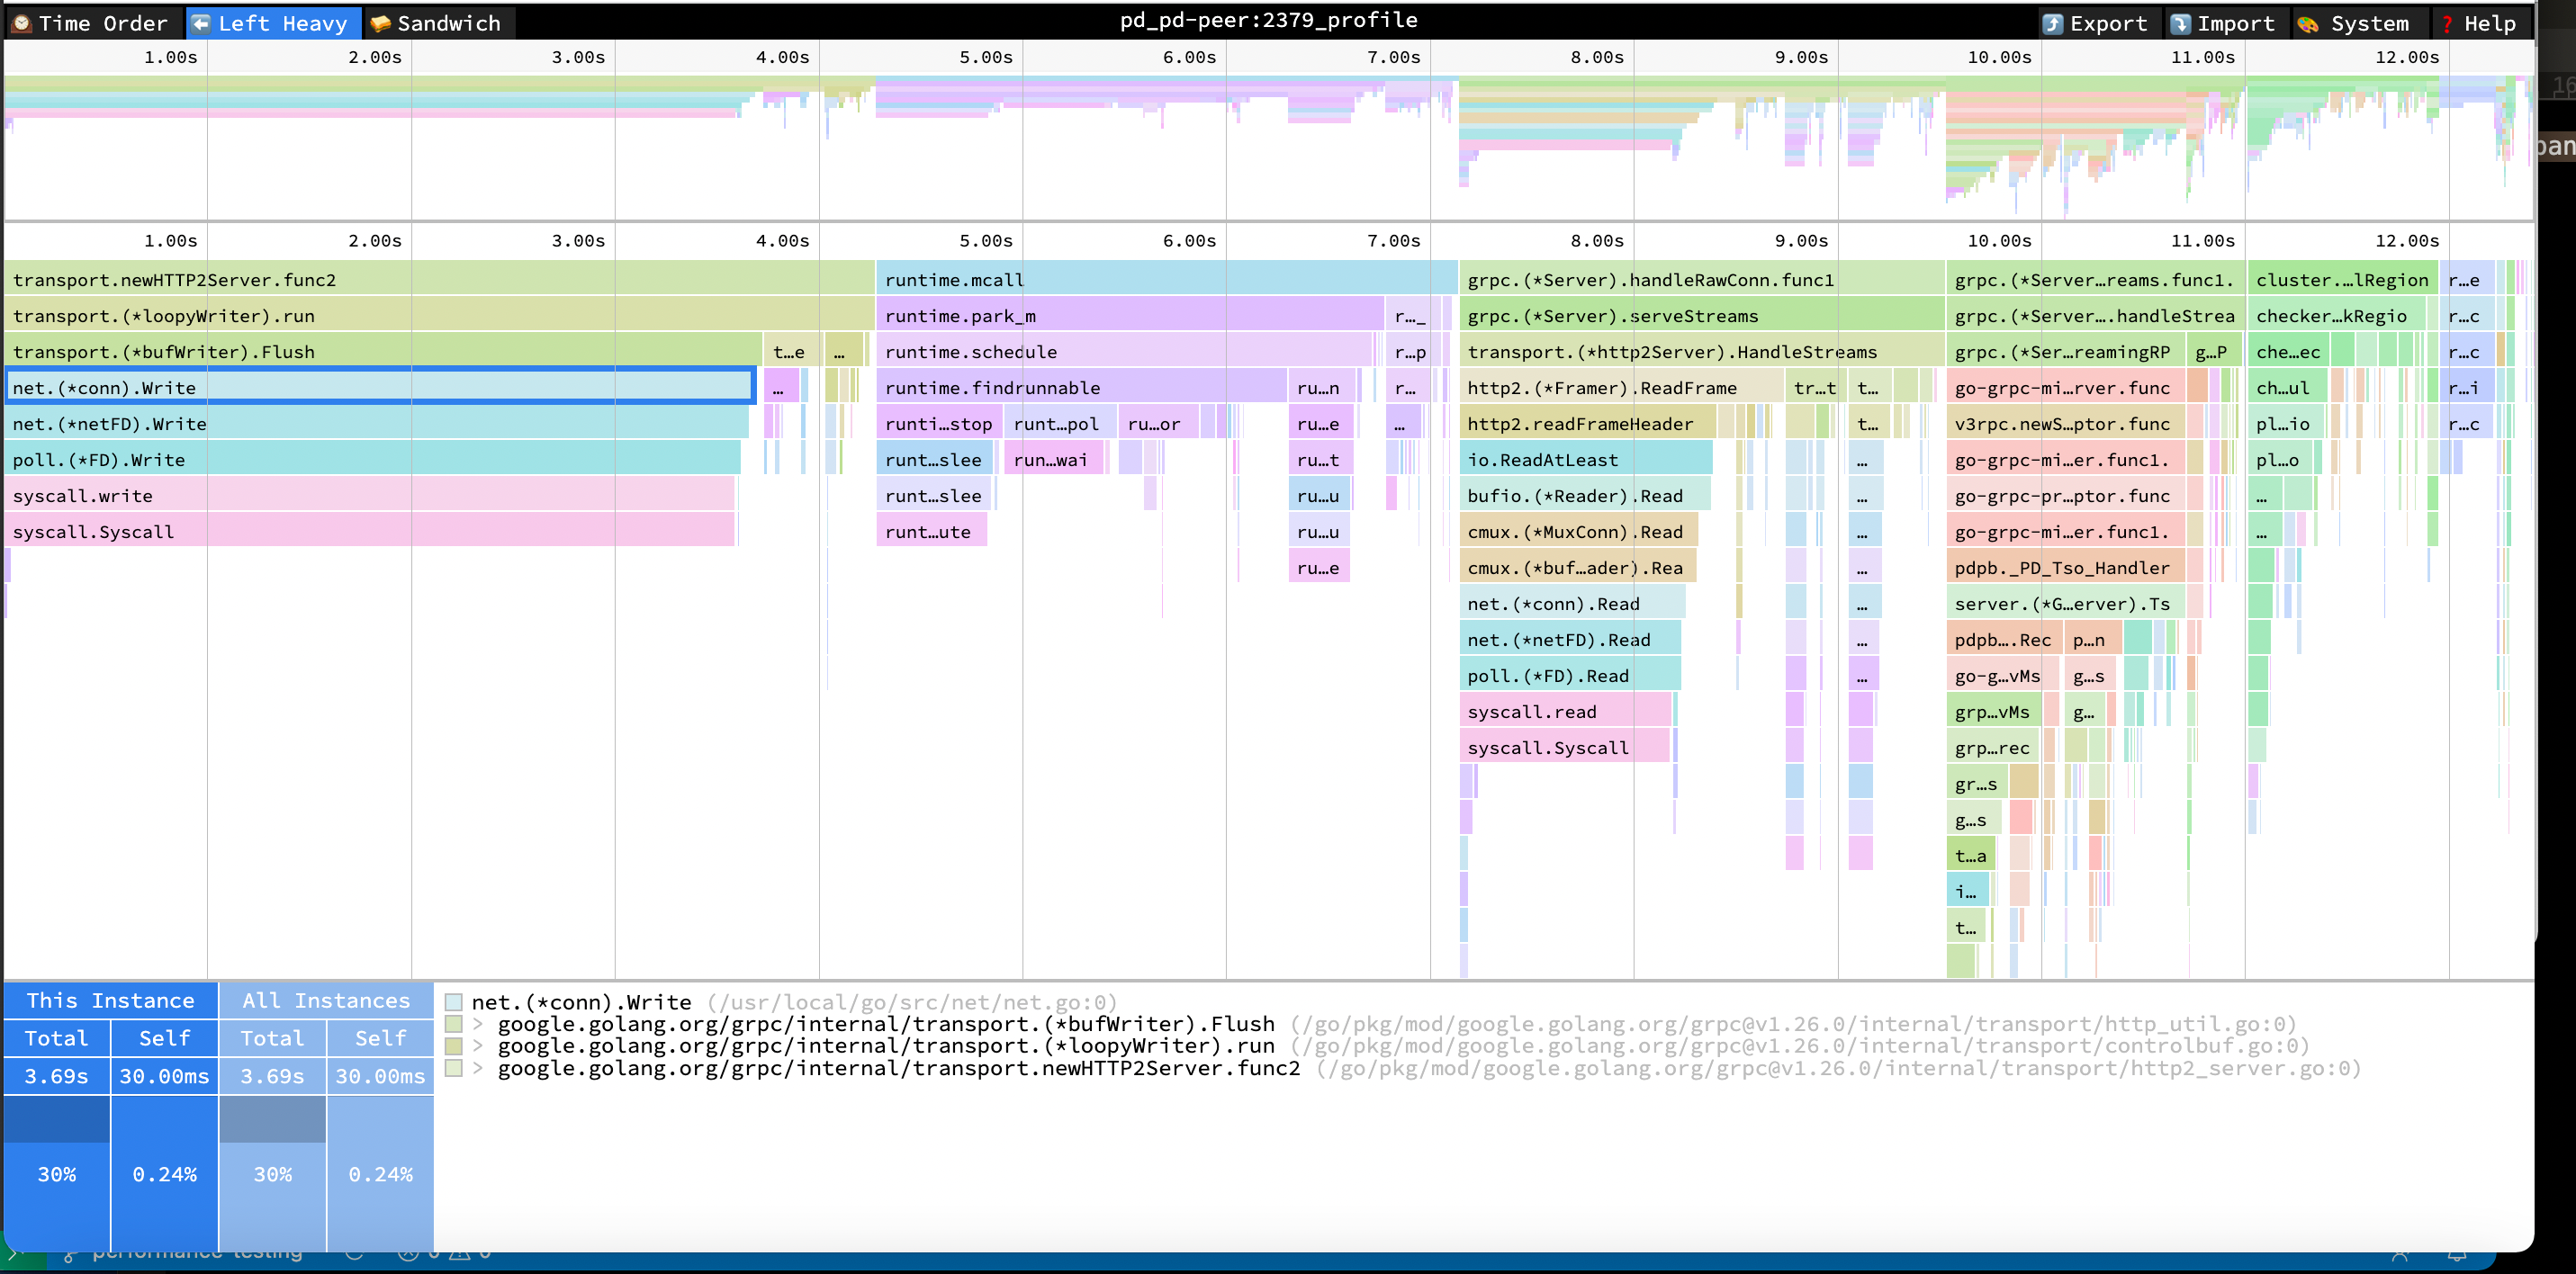 Time Order Left Heavy Sandwich pd_pd-peer:2379_profile Export Import System Help
1.00s 2.00s 3.00s 4.00s 5.00s 6.00s 7.00s 8.00s 9.00s 10.00s 11.00s 12.00s
16
ban
1.00s 2.00s 3.00s 4.00s 5.00s 6.00s 7.00s 8.00s 9.00s 10.00s 11.00s 12.00s
transport.newHTTP2Server.func2 runtime.mcall grpc.(*Server).handleRawConn.func1 grpc.(*Server…reams.func1. cluster.…lRegion r…e
transport.(*loopyWriter).run runtime.park_m r…_ grpc.(*Server).serveStreams grpc.(*Server….handleStrea checker…kRegio r…c
transport.(*bufWriter).Flush t…e … runtime.schedule r…p transport.(*http2Server).HandleStreams grpc.(*Ser…reamingRP g…P che…ec r…c
net.(*conn).Write … runtime.findrunnable ru…n r… http2.(*Framer).ReadFrame tr…t t… go-grpc-mi…rver.func ch…ul r…i
net.(*netFD).Write runti…stop runt…pol ru…or ru…e … http2.readFrameHeader t… v3rpc.newS…ptor.func pl…io r…c
poll.(*FD).Write runt…slee run…wai ru…t io.ReadAtLeast … go-grpc-mi…er.func1. pl…o
syscall.write runt…slee ru…u bufio.(*Reader).Read … go-grpc-pr…ptor.func …
syscall.Syscall runt…ute ru…u cmux.(*MuxConn).Read … go-grpc-mi…er.func1. …
ru…e cmux.(*buf…ader).Rea … pdpb._PD_Tso_Handler
net.(*conn).Read … server.(*G…erver).Ts
net.(*netFD).Read … pdpb….Rec p…n
poll.(*FD).Read … go-g…vMs g…s
syscall.read grp…vMs g…
syscall.Syscall grp…rec
gr…s
g…s
t…a
i…
t…
This Instance All Instances
Total Self Total Self
3.69s 30.00ms 3.69s 30.00ms
30% 0.24% 30% 0.24%
net.(*conn).Write (/usr/local/go/src/net/net.go:0)
> google.golang.org/grpc/internal/transport.(*bufWriter).Flush (/go/pkg/mod/google.golang.org/grpc@v1.26.0/internal/transport/http_util.go:0)
> google.golang.org/grpc/internal/transport.(*loopyWriter).run (/go/pkg/mod/google.golang.org/grpc@v1.26.0/internal/transport/controlbuf.go:0)
> google.golang.org/grpc/internal/transport.newHTTP2Server.func2 (/go/pkg/mod/google.golang.org/grpc@v1.26.0/internal/transport/http2_server.go:0)
performance testing 0 0